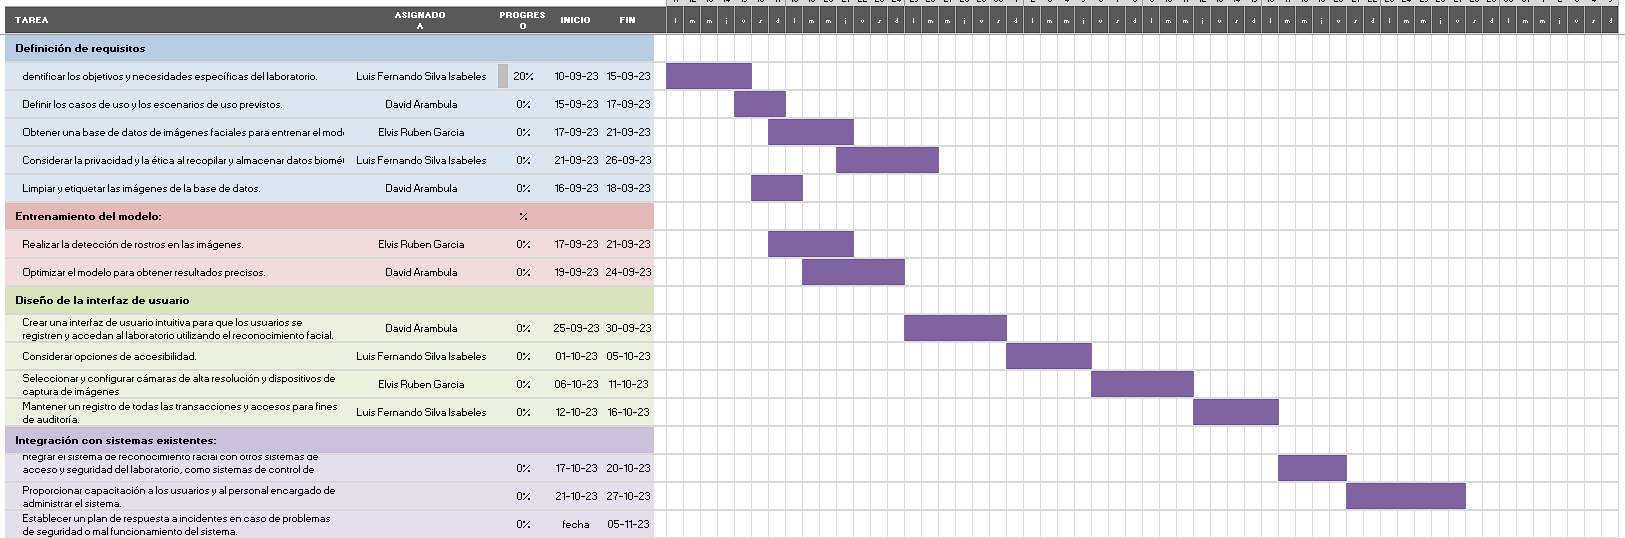 TAREA ASIGNADO A PROGRESO INICIO FIN l m m j v s d l m m j v s d l m m j v s d l m m j v s d l m m j v s d l m m j v s d l m m j v s d l m m j v s d
Definición de requisitos
dentificar los objetivos y necesidades específicas del laboratorio. Luis Fernando Silva Isabeles 20% 10-09-23 15-09-23
Definir los casos de uso y los escenarios de uso previstos. David Arambula 0% 15-09-23 17-09-23
Obtener una base de datos de imágenes faciales para entrenar el mod Elvis Ruben Garcia 0% 17-09-23 21-09-23
Considerar la privacidad y la ética al recopilar y almacenar datos biomé Luis Fernando Silva Isabeles 0% 21-09-23 26-09-23
Limpiar y etiquetar las imágenes de la base de datos. David Arambula 0% 16-09-23 18-09-23
Entrenamiento del modelo: %
Realizar la detección de rostros en las imágenes. Elvis Ruben Garcia 0% 17-09-23 21-09-23
Optimizar el modelo para obtener resultados precisos. David Arambula 0% 19-09-23 24-09-23
Diseño de la interfaz de usuario
Crear una interfaz de usuario intuitiva para que los usuarios se
registren y accedan al laboratorio utilizando el reconocimiento facial. David Arambula 0% 25-09-23 30-09-23
Considerar opciones de accesibilidad. Luis Fernando Silva Isabeles 0% 01-10-23 05-10-23
Seleccionar y configurar cámaras de alta resolución y dispositivos de
captura de imágenes Elvis Ruben Garcia 0% 06-10-23 11-10-23
Mantener un registro de todas las transacciones y accesos para fines
de auditoría. Luis Fernando Silva Isabeles 0% 12-10-23 16-10-23
Integración con sistemas existentes:
ntegrar el sistema de reconocimiento facial con otros sistemas de
acceso y seguridad del laboratorio, como sistemas de control de 0% 17-10-23 20-10-23
Proporcionar capacitación a los usuarios y al personal encargado de
administrar el sistema. 0% 21-10-23 27-10-23
Establecer un plan de respuesta a incidentes en caso de problemas
de seguridad o mal funcionamiento del sistema. 0% fecha 05-11-23